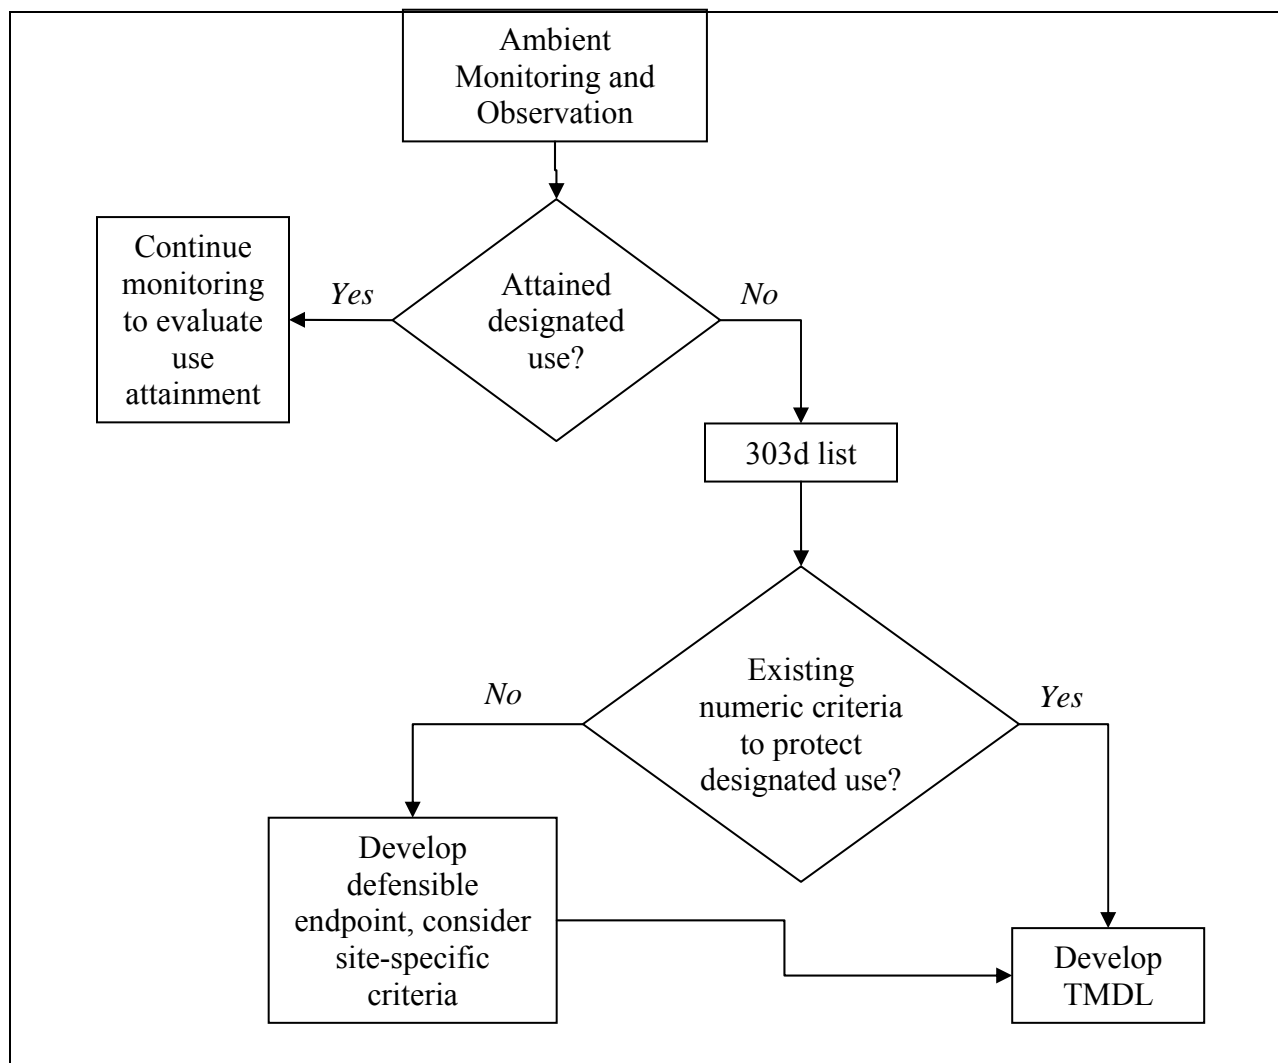 Ambient
Monitoring and
Observation
Continue
monitoring
to evaluate
use
attainment
Yes
Attained
designated
use?
No
303d list
Existing
numeric criteria
to protect
designated use?
No
Yes
Develop
defensible
endpoint, consider
site-specific
criteria
Develop
TMDL